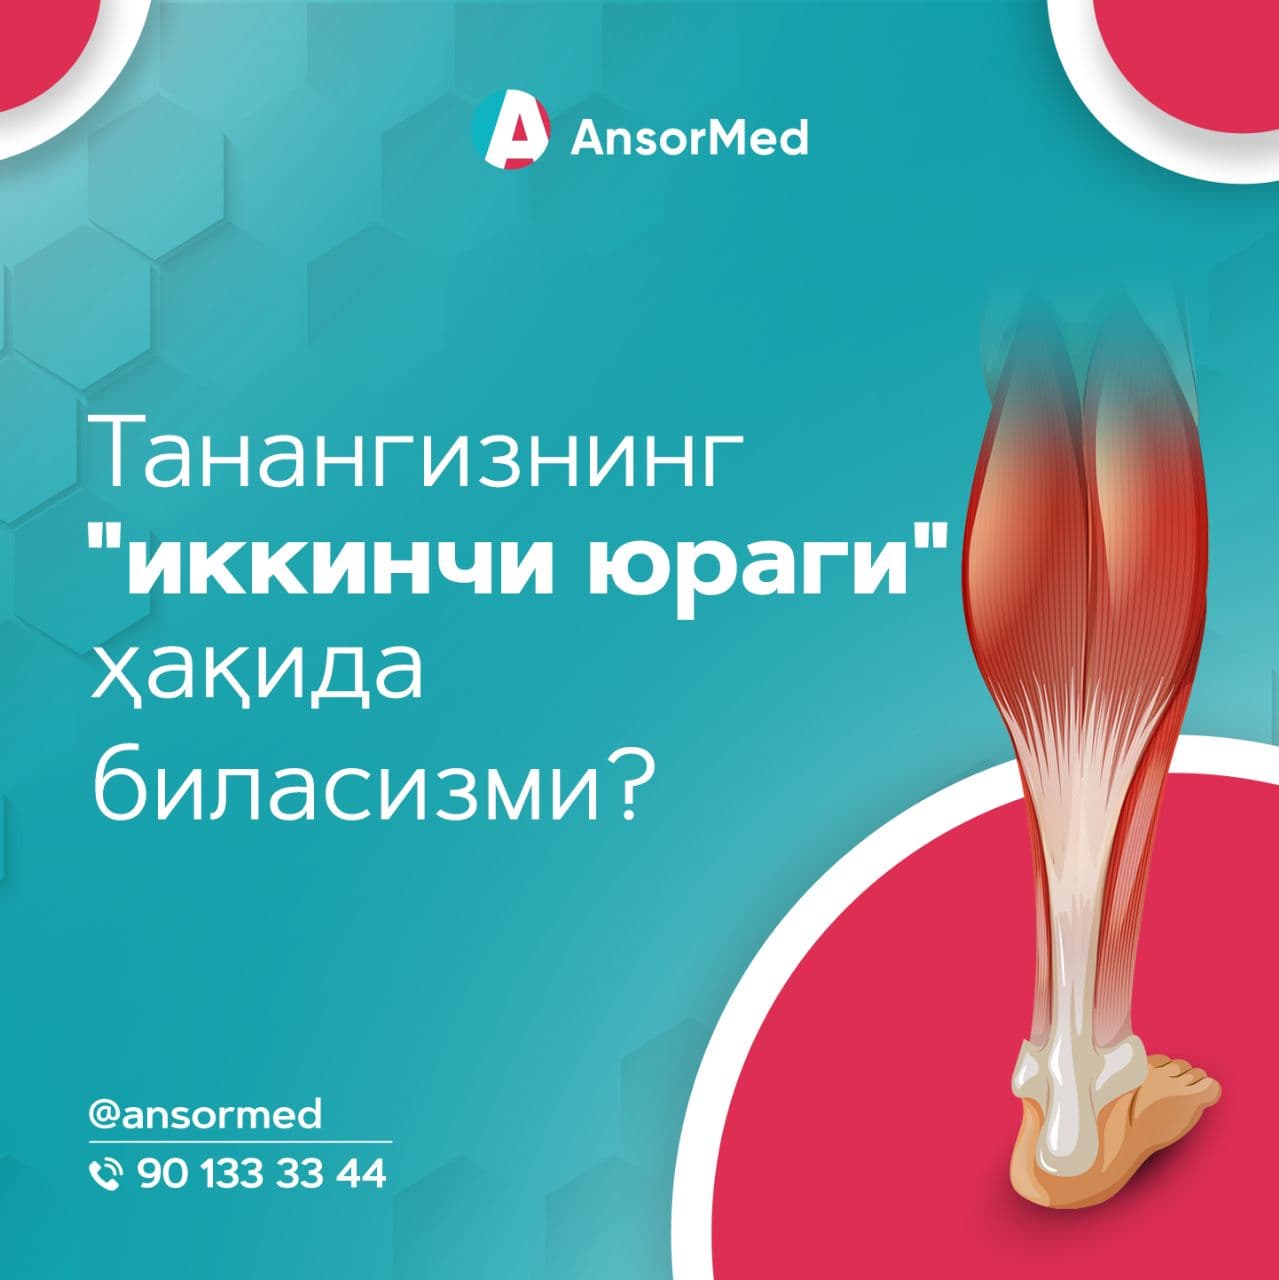 AnsorMed
Танангизнинг
"иккинчи юраги"
ҳақида
биласизми?
@ansormed
90 133 33 44